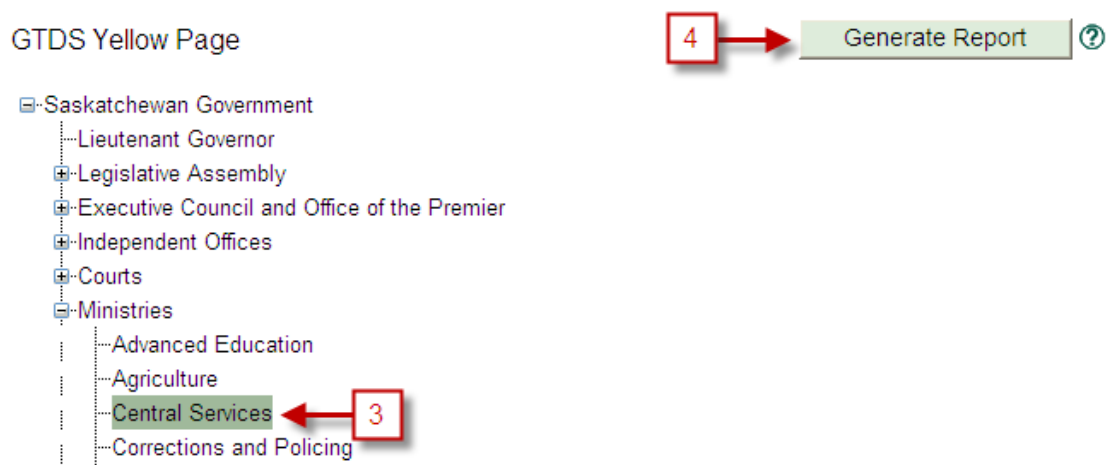 GTDS Yellow Page
4
Generate Report
?
Saskatchewan Government
Lieutenant Governor
Legislative Assembly
Executive Council and Office of the Premier
Independent Offices
Courts
Ministries
Advanced Education
Agriculture
Central Services
3
Corrections and Policing